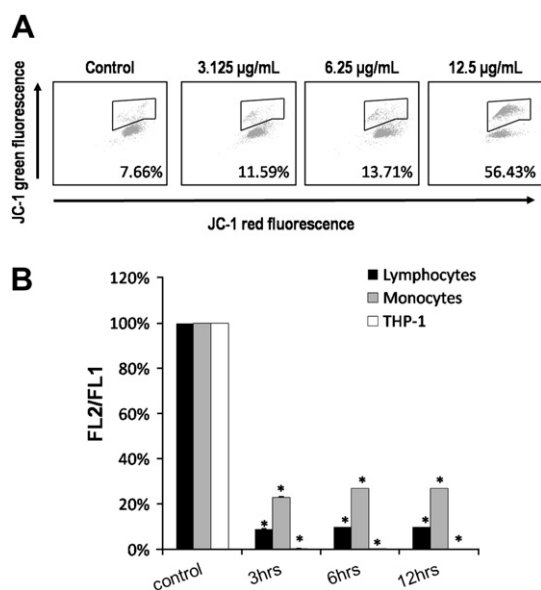 A
Control
3.125 µg/mL
6.25 µg/mL
12.5 µg/mL
JC-1 green fluorescence
7.66%
11.59%
13.71%
56.43%
JC-1 red fluorescence
B
120%
100%
80%
60%
40%
20%
0%
FL2/FL1
Lymphocytes
Monocytes
THP-1
* * *
* * *
* * *
control
3hrs
6hrs
12hrs